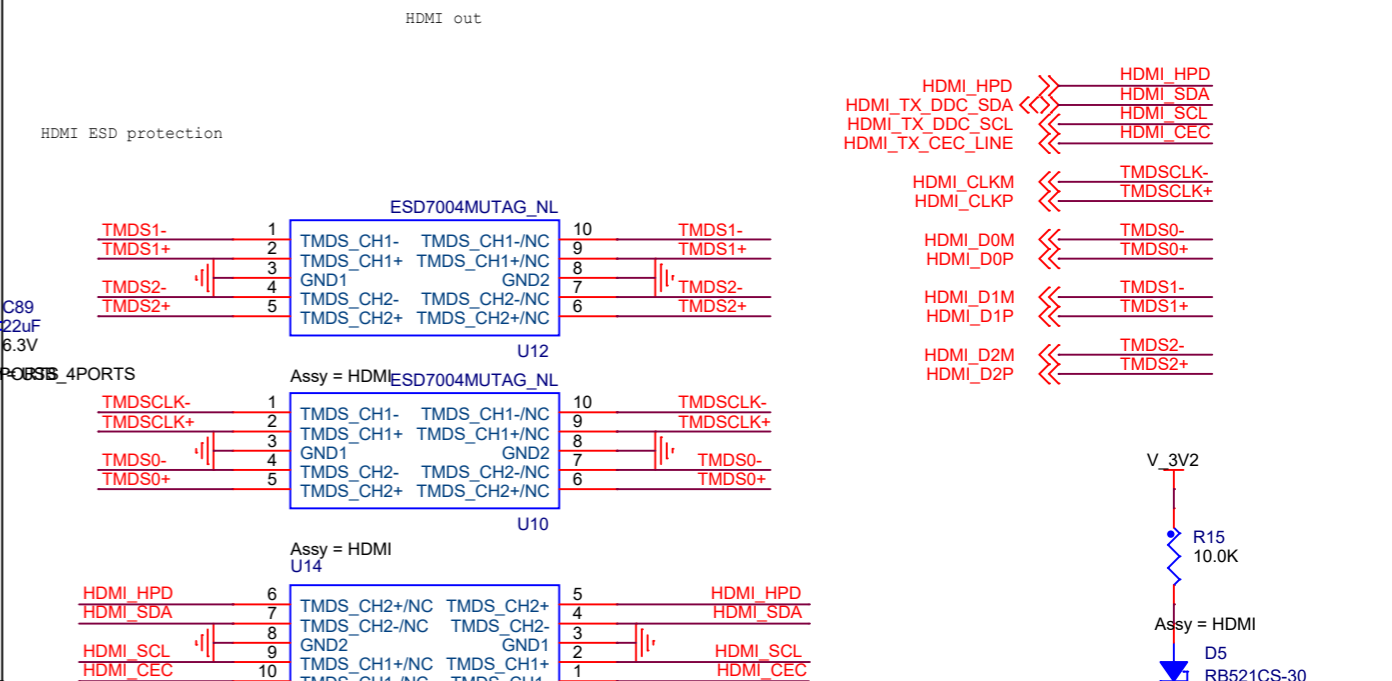 HDMI out
HDMI ESD protection
HDMI_HPD HDMI_HPD
HDMI_TX_DDC_SDA HDMI_SDA
HDMI_TX_DDC_SCL HDMI_SCL
HDMI_TX_CEC_LINE HDMI_CEC
HDMI_CLKM TMDSCLK-
HDMI_CLKP TMDSCLK+
HDMI_D0M TMDS0-
HDMI_D0P TMDS0+
HDMI_D1M TMDS1-
HDMI_D1P TMDS1+
HDMI_D2M TMDS2-
HDMI_D2P TMDS2+
ESD7004MUTAG_NL
TMDS1- 1 TMDS_CH1- TMDS_CH1-/NC 10 TMDS1-
TMDS1+ 2 TMDS_CH1+ TMDS_CH1+/NC 9 TMDS1+
3 GND1 GND2 8
TMDS2- 4 TMDS_CH2- TMDS_CH2-/NC 7 TMDS2-
TMDS2+ 5 TMDS_CH2+ TMDS_CH2+/NC 6 TMDS2+
U12
C89
22uF
6.3V
_4PORTS
Assy = HDMI
ESD7004MUTAG_NL
TMDSCLK- 1 TMDS_CH1- TMDS_CH1-/NC 10 TMDSCLK-
TMDSCLK+ 2 TMDS_CH1+ TMDS_CH1+/NC 9 TMDSCLK+
3 GND1 GND2 8
TMDS0- 4 TMDS_CH2- TMDS_CH2-/NC 7 TMDS0-
TMDS0+ 5 TMDS_CH2+ TMDS_CH2+/NC 6 TMDS0+
U10
Assy = HDMI
U14
HDMI_HPD 6 TMDS_CH2+/NC TMDS_CH2+ 5 HDMI_HPD
HDMI_SDA 7 TMDS_CH2-/NC TMDS_CH2- 4 HDMI_SDA
8 GND2 GND1 3
HDMI_SCL 9 TMDS_CH1+/NC TMDS_CH1+ 2 HDMI_SCL
HDMI_CEC 10 1 HDMI_CEC
V_3V2
R15
10.0K
Assy = HDMI
D5
RB521CS-30